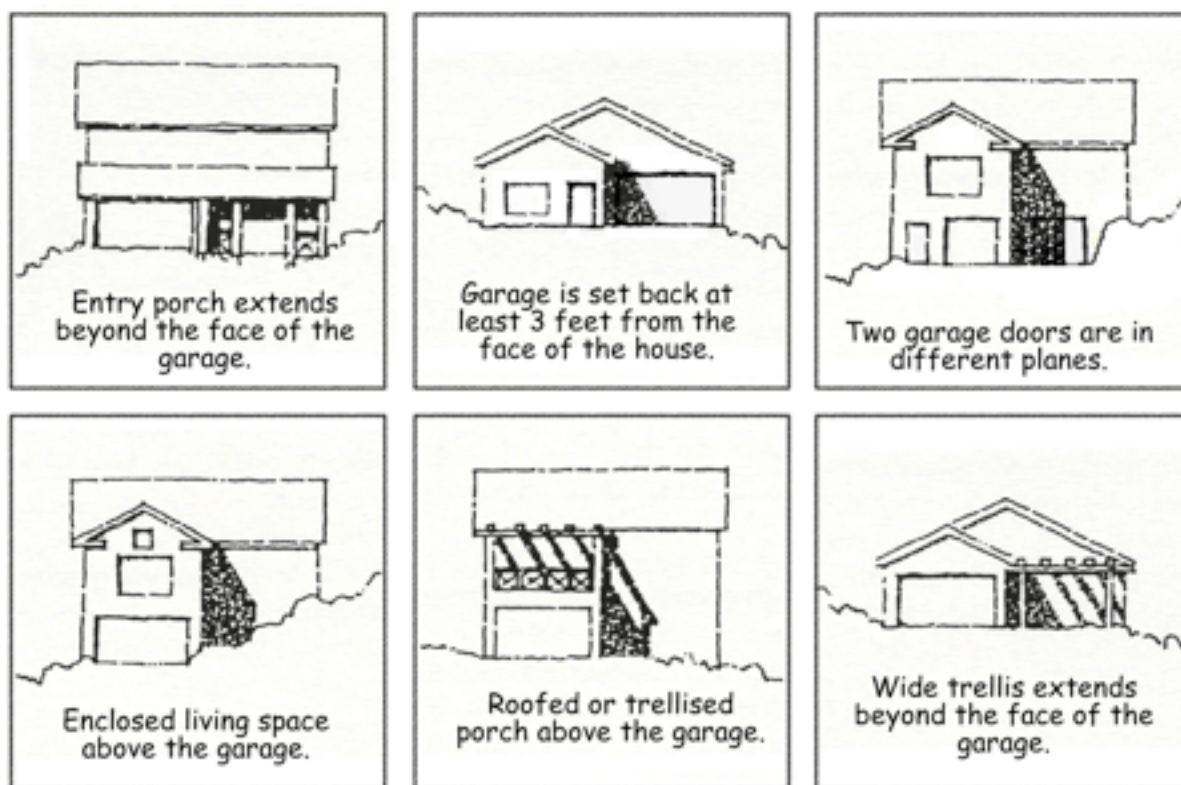 Entry porch extends
beyond the face of the
garage.
Garage is set back at
least 3 feet from the
face of the house.
Two garage doors are in
different planes.
Enclosed living space
above the garage.
Roofed or trellised
porch above the garage.
Wide trellis extends
beyond the face of the
garage.